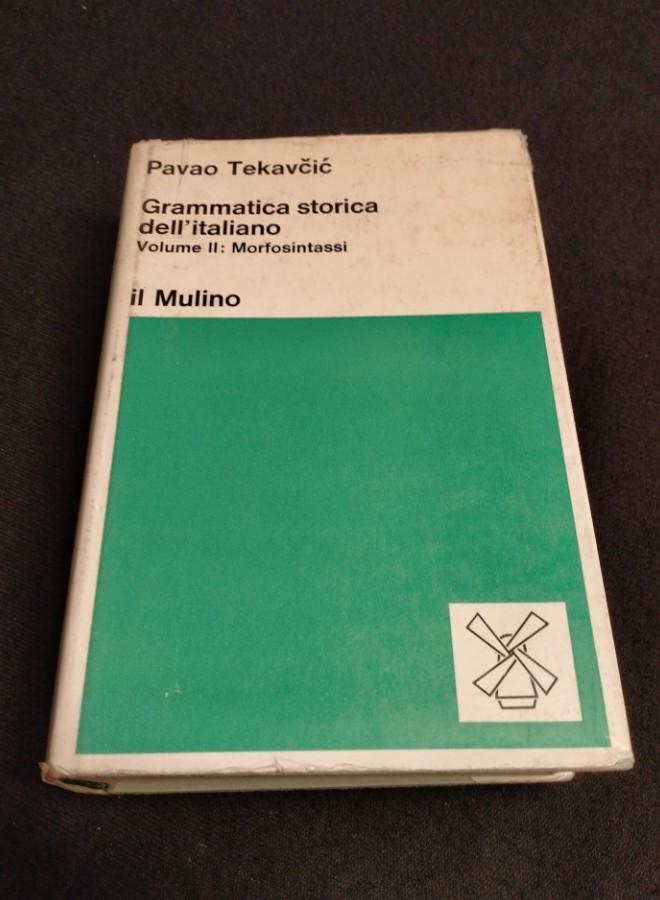 Pavao Tekavčić
Grammatica storica
dell'italiano
Volume II: Morfosintassi
il Mulino